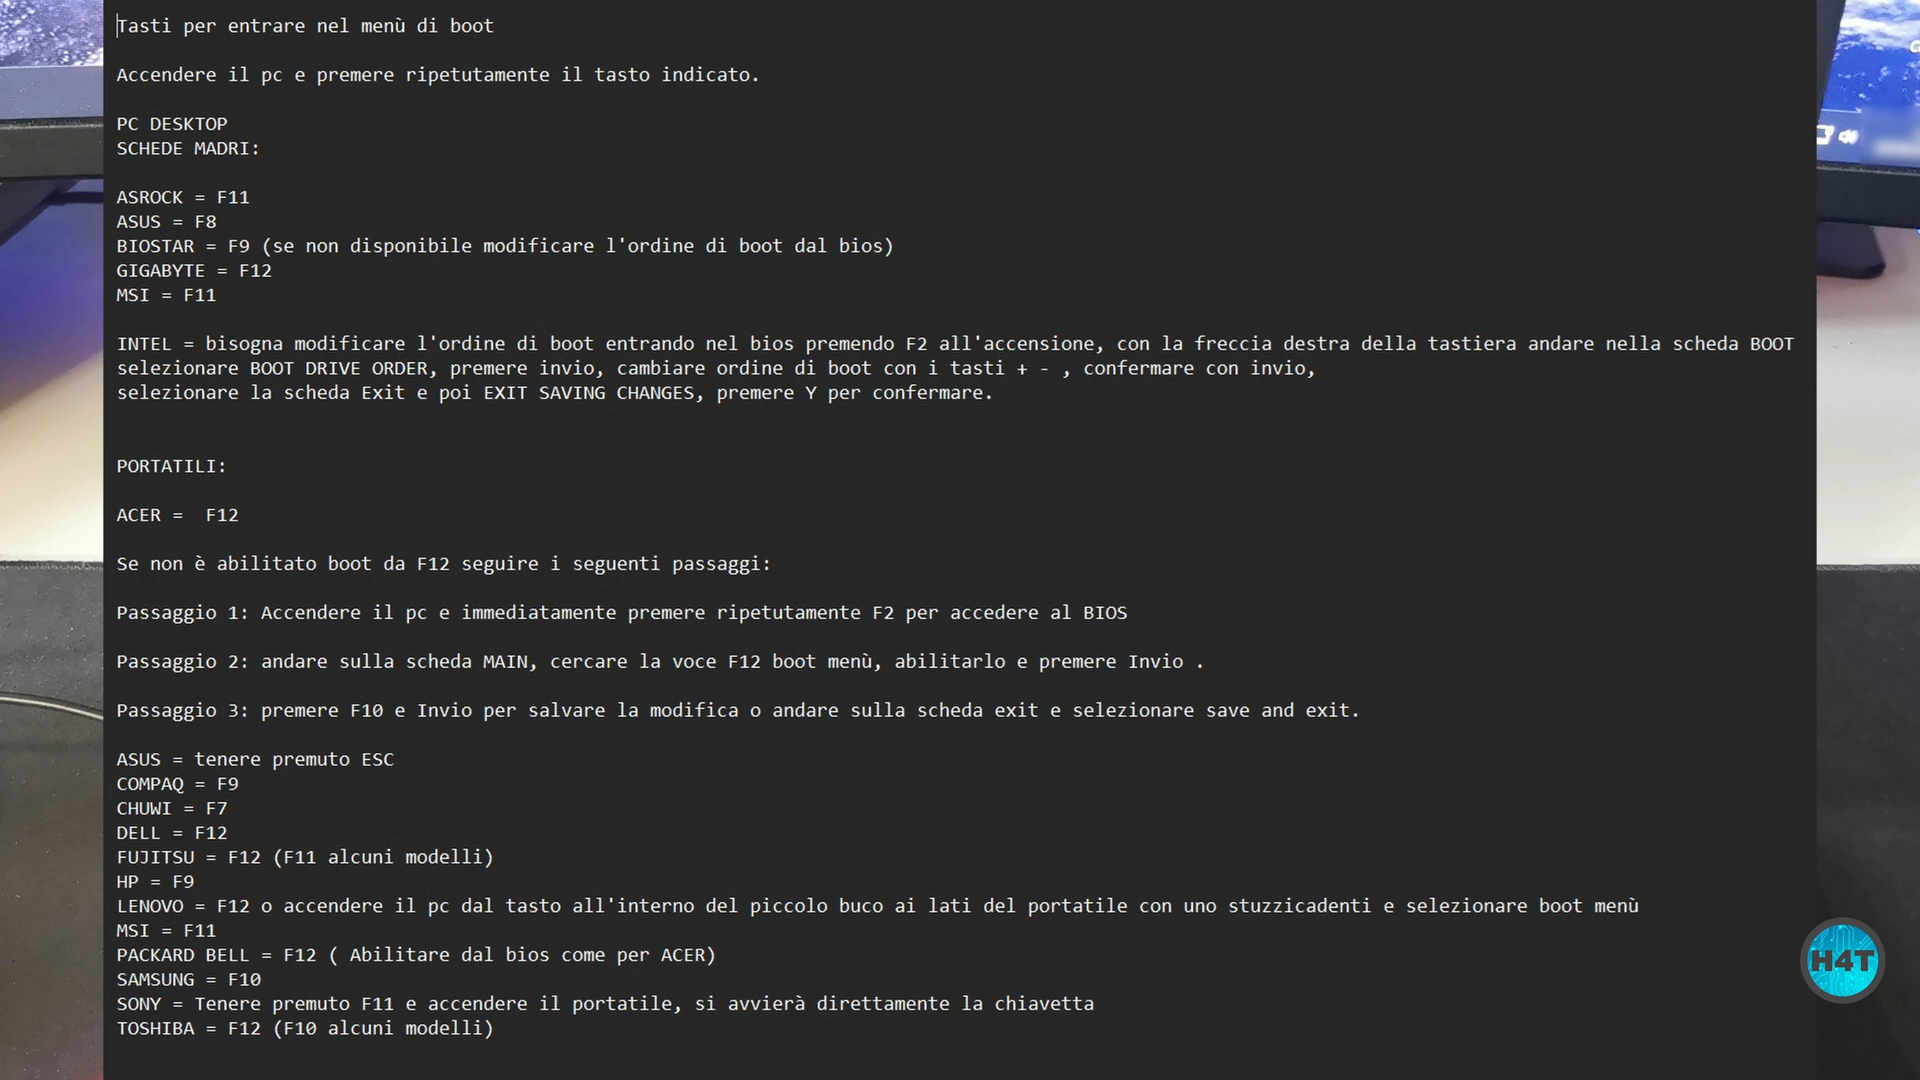 Tasti per entrare nel menù di boot
Accendere il pc e premere ripetutamente il tasto indicato.
PC DESKTOP
SCHEDE MADRI:
ASROCK = F11
ASUS = F8
BIOSTAR = F9 (se non disponibile modificare l'ordine di boot dal bios)
GIGABYTE = F12
MSI = F11
INTEL = bisogna modificare l'ordine di boot entrando nel bios premendo F2 all'accensione, con la freccia destra della tastiera andare nella scheda BOOT
selezionare BOOT DRIVE ORDER, premere invio, cambiare ordine di boot con i tasti + - , confermare con invio,
selezionare la scheda Exit e poi EXIT SAVING CHANGES, premere Y per confermare.
PORTATILI:
ACER =  F12
Se non è abilitato boot da F12 seguire i seguenti passaggi:
Passaggio 1: Accendere il pc e immediatamente premere ripetutamente F2 per accedere al BIOS
Passaggio 2: andare sulla scheda MAIN, cercare la voce F12 boot menù, abilitarlo e premere Invio .
Passaggio 3: premere F10 e Invio per salvare la modifica o andare sulla scheda exit e selezionare save and exit.
ASUS = tenere premuto ESC
COMPAQ = F9
CHUWI = F7
DELL = F12
FUJITSU = F12 (F11 alcuni modelli)
HP = F9
LENOVO = F12 o accendere il pc dal tasto all'interno del piccolo buco ai lati del portatile con uno stuzzicadenti e selezionare boot menù
MSI = F11
PACKARD BELL = F12 ( Abilitare dal bios come per ACER)
SAMSUNG = F10
SONY = Tenere premuto F11 e accendere il portatile, si avvierà direttamente la chiavetta
TOSHIBA = F12 (F10 alcuni modelli)
H4T